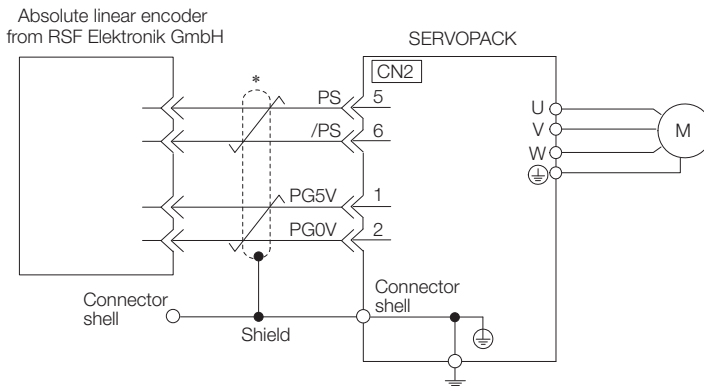 Absolute linear encoder
from RSF Elektronik GmbH
SERVOPACK
CN2
*
PS
5
/PS
6
PG5V
1
PG0V
2
U
V
W
M
Connector
shell
Shield
Connector
shell